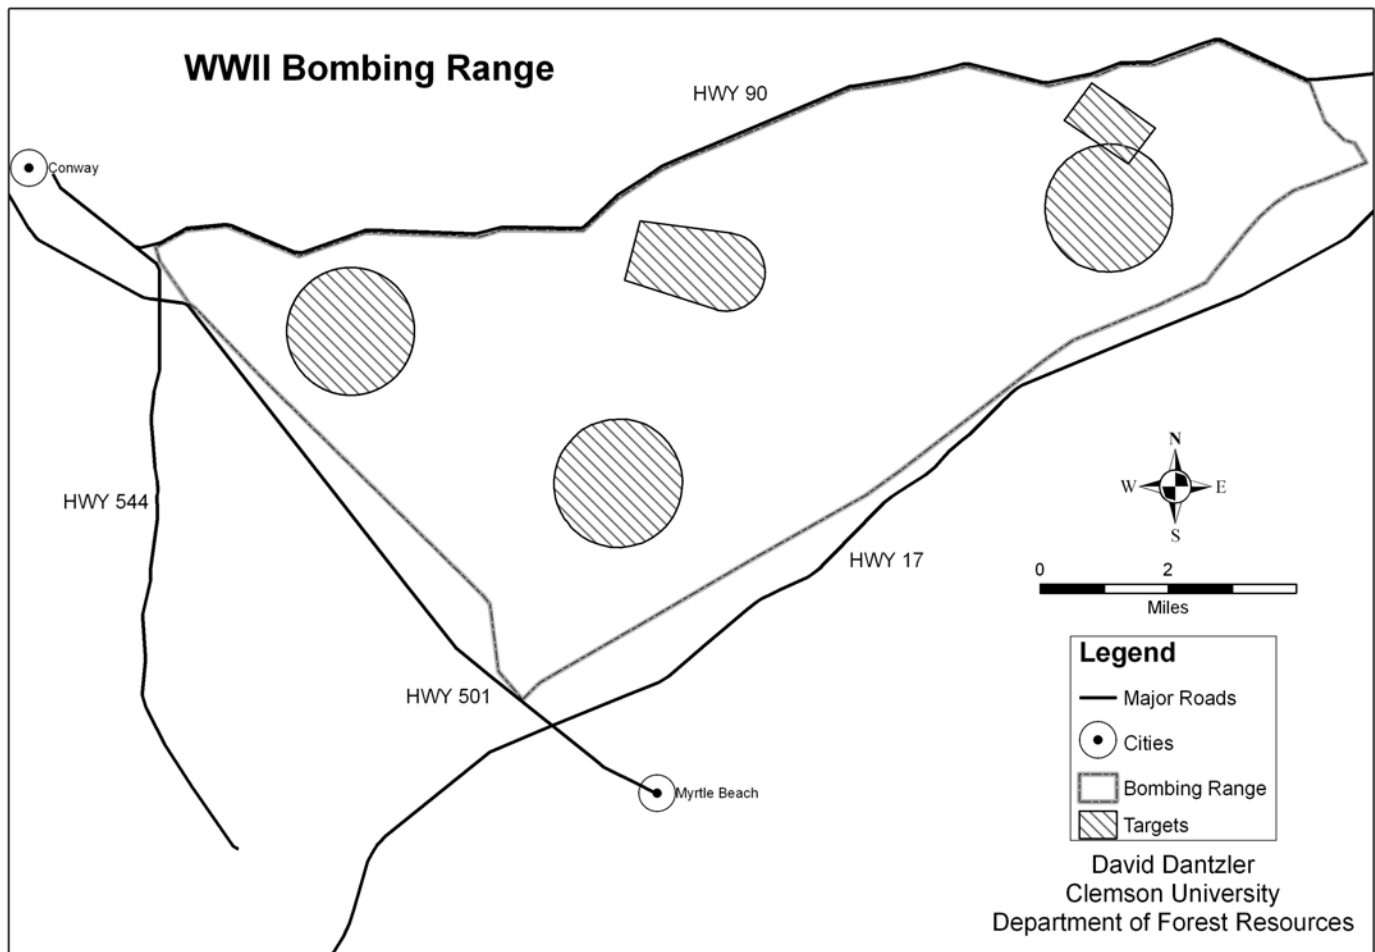 WWII Bombing Range
HWY 90
Conway
HWY 544
HWY 17
HWY 501
Myrtle Beach
N
W
E
S
0 2
Miles
Legend
Major Roads
Cities
Bombing Range
Targets
David Dantzler
Clemson University
Department of Forest Resources